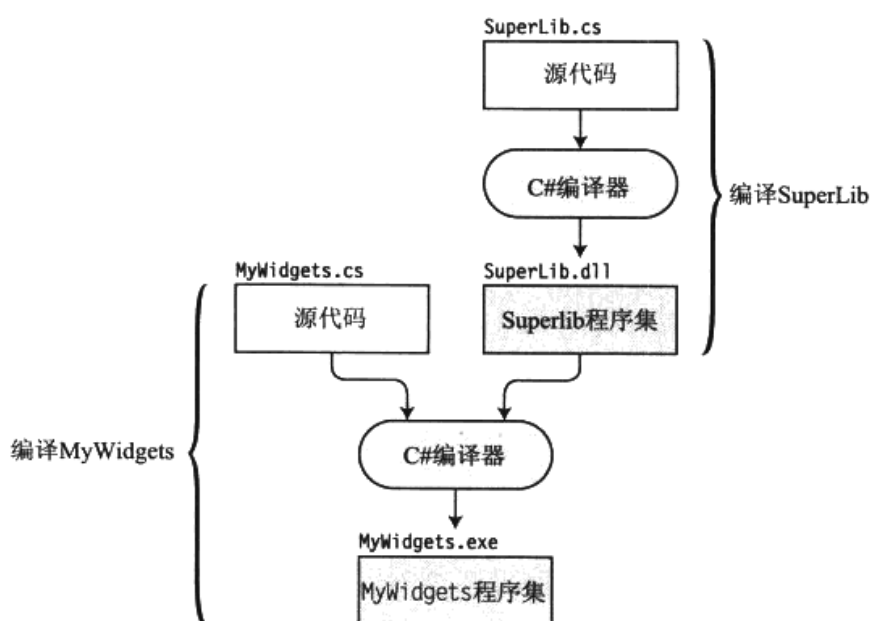 SuperLib.cs
源代码
C#编译器
编译SuperLib
MyWidgets.cs
SuperLib.dll
源代码
Superlib程序集
编译MyWidgets
C#编译器
MyWidgets.exe
MyWidgets程序集